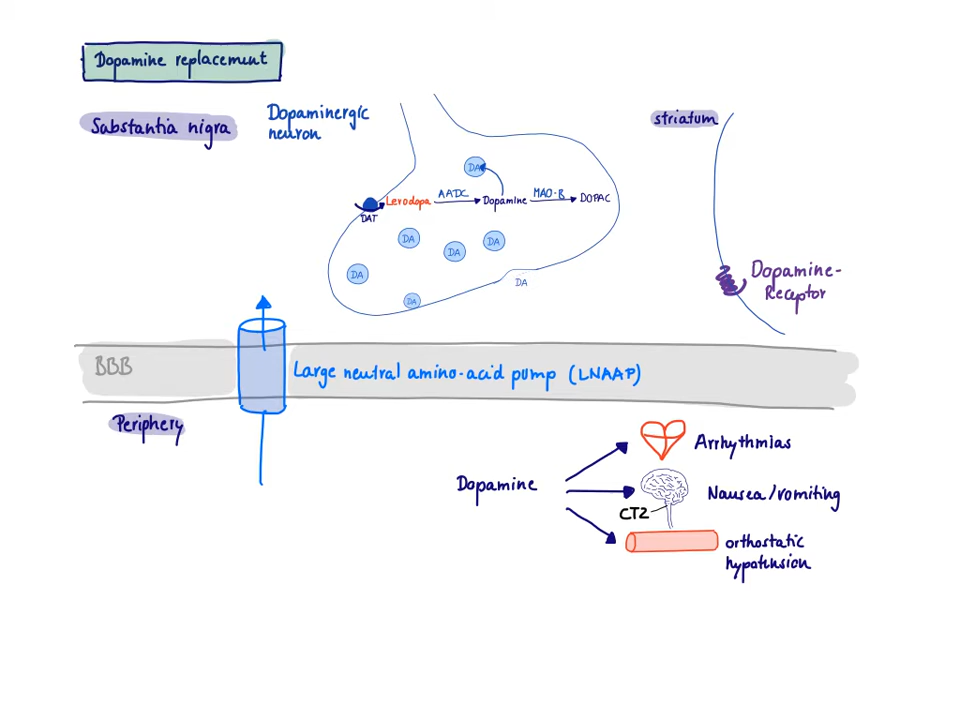 Dopamine replacement
Substantia nigra
Dopaminergic
neuron
striatum
DA
DAT
Levodopa
AADC
Dopamine
MAO-B
DOPAC
DA
DA
DA
DA
DA
DA
Dopamine-
Receptor
BBB
Large neutral amino-acid pump (LNAAP)
Periphery
Dopamine
Arrhythmias
Nausea/vomiting
CT2
orthostatic
hypotension